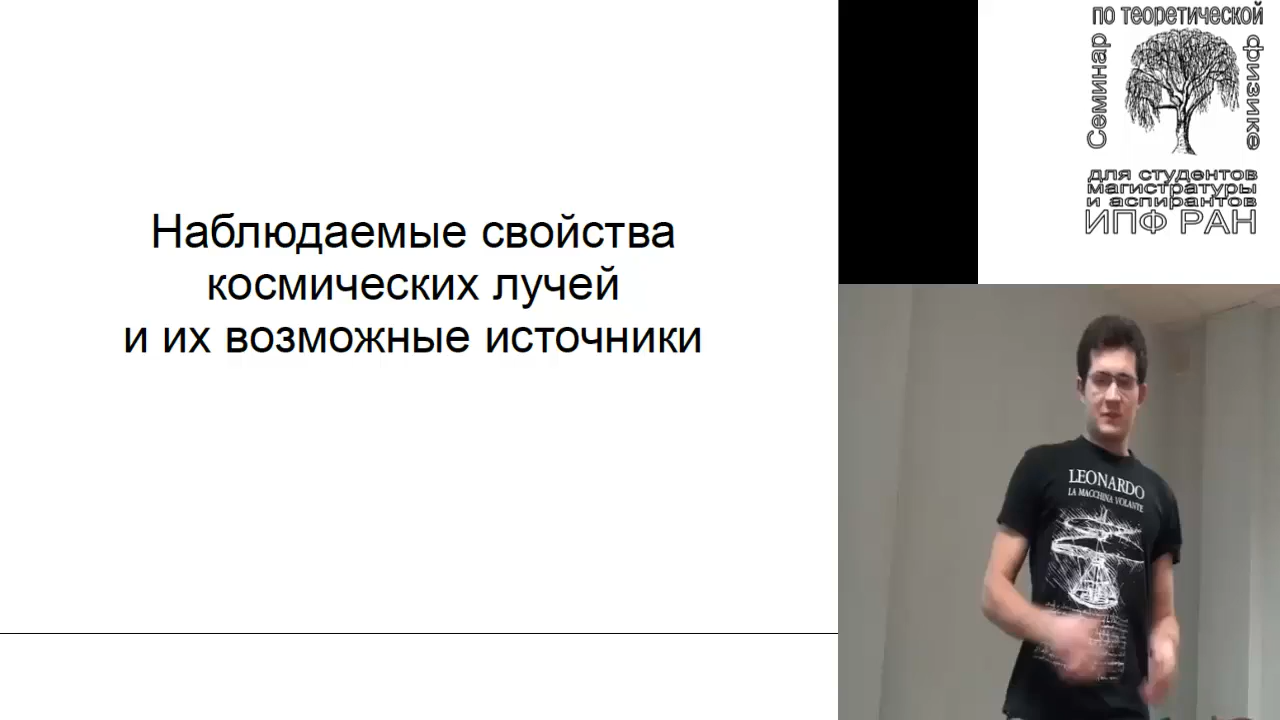 Наблюдаемые свойства
космических лучей
и их возможные источники
по теоретической
Семинар
физике
для студентов
магистратуры
и аспирантов
ИПФ РАН
LEONARDO
LA MACCHINA VOLANTE